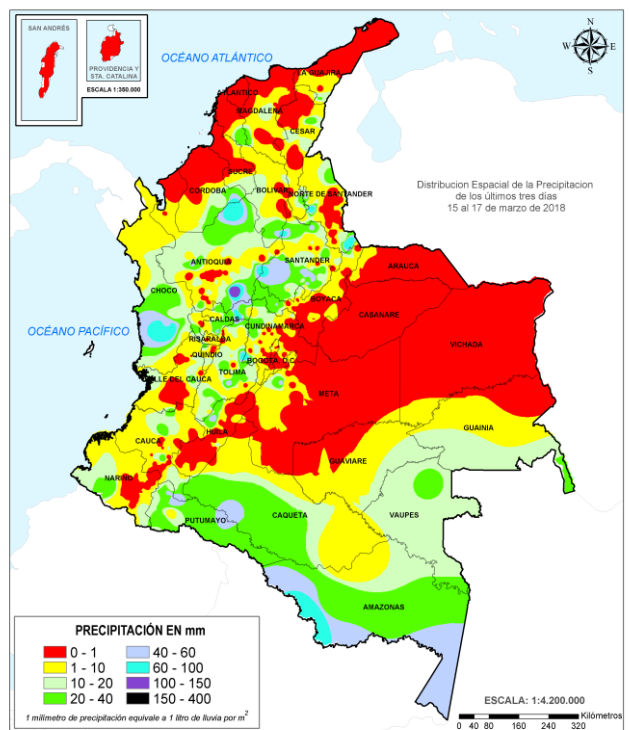 SAN ANDRÉS
PROVIDENCIA Y
STA. CATALINA
ESCALA 1:350.000
OCÉANO ATLÁNTICO
N
W E
S
LA GUAJIRA
ATLANTICO
MAGDALENA
CESAR
SUCRE
CORDOBA
BOLIVAR
NORTE DE SANTANDER
Distribucion Espacial de la Precipitacion
de los últimos tres días
15 al 17 de marzo de 2018
ANTIOQUIA
SANTANDER
ARAUCA
CHOCO
BOYACA
CASANARE
OCÉANO PACÍFICO
CALDAS
CUNDINAMARCA
RISARALDA
VICHADA
QUINDIO
BOGOTA D.C
TOLIMA
VALLE DEL CAUCA
META
GUAINIA
CAUCA
HUILA
GUAVIARE
NARIÑO
PUTUMAYO
CAQUETA
VAUPES
AMAZONAS
PRECIPITACIÓN EN mm
0 - 1 40 - 60
1 - 10 60 - 100
10 - 20 100 - 150
20 - 40 150 - 400
1 milímetro de precipitación equivale a 1 litro de lluvia por m²
ESCALA: 1:4.200.000
Kilómetros
0 40 80 160 240 320